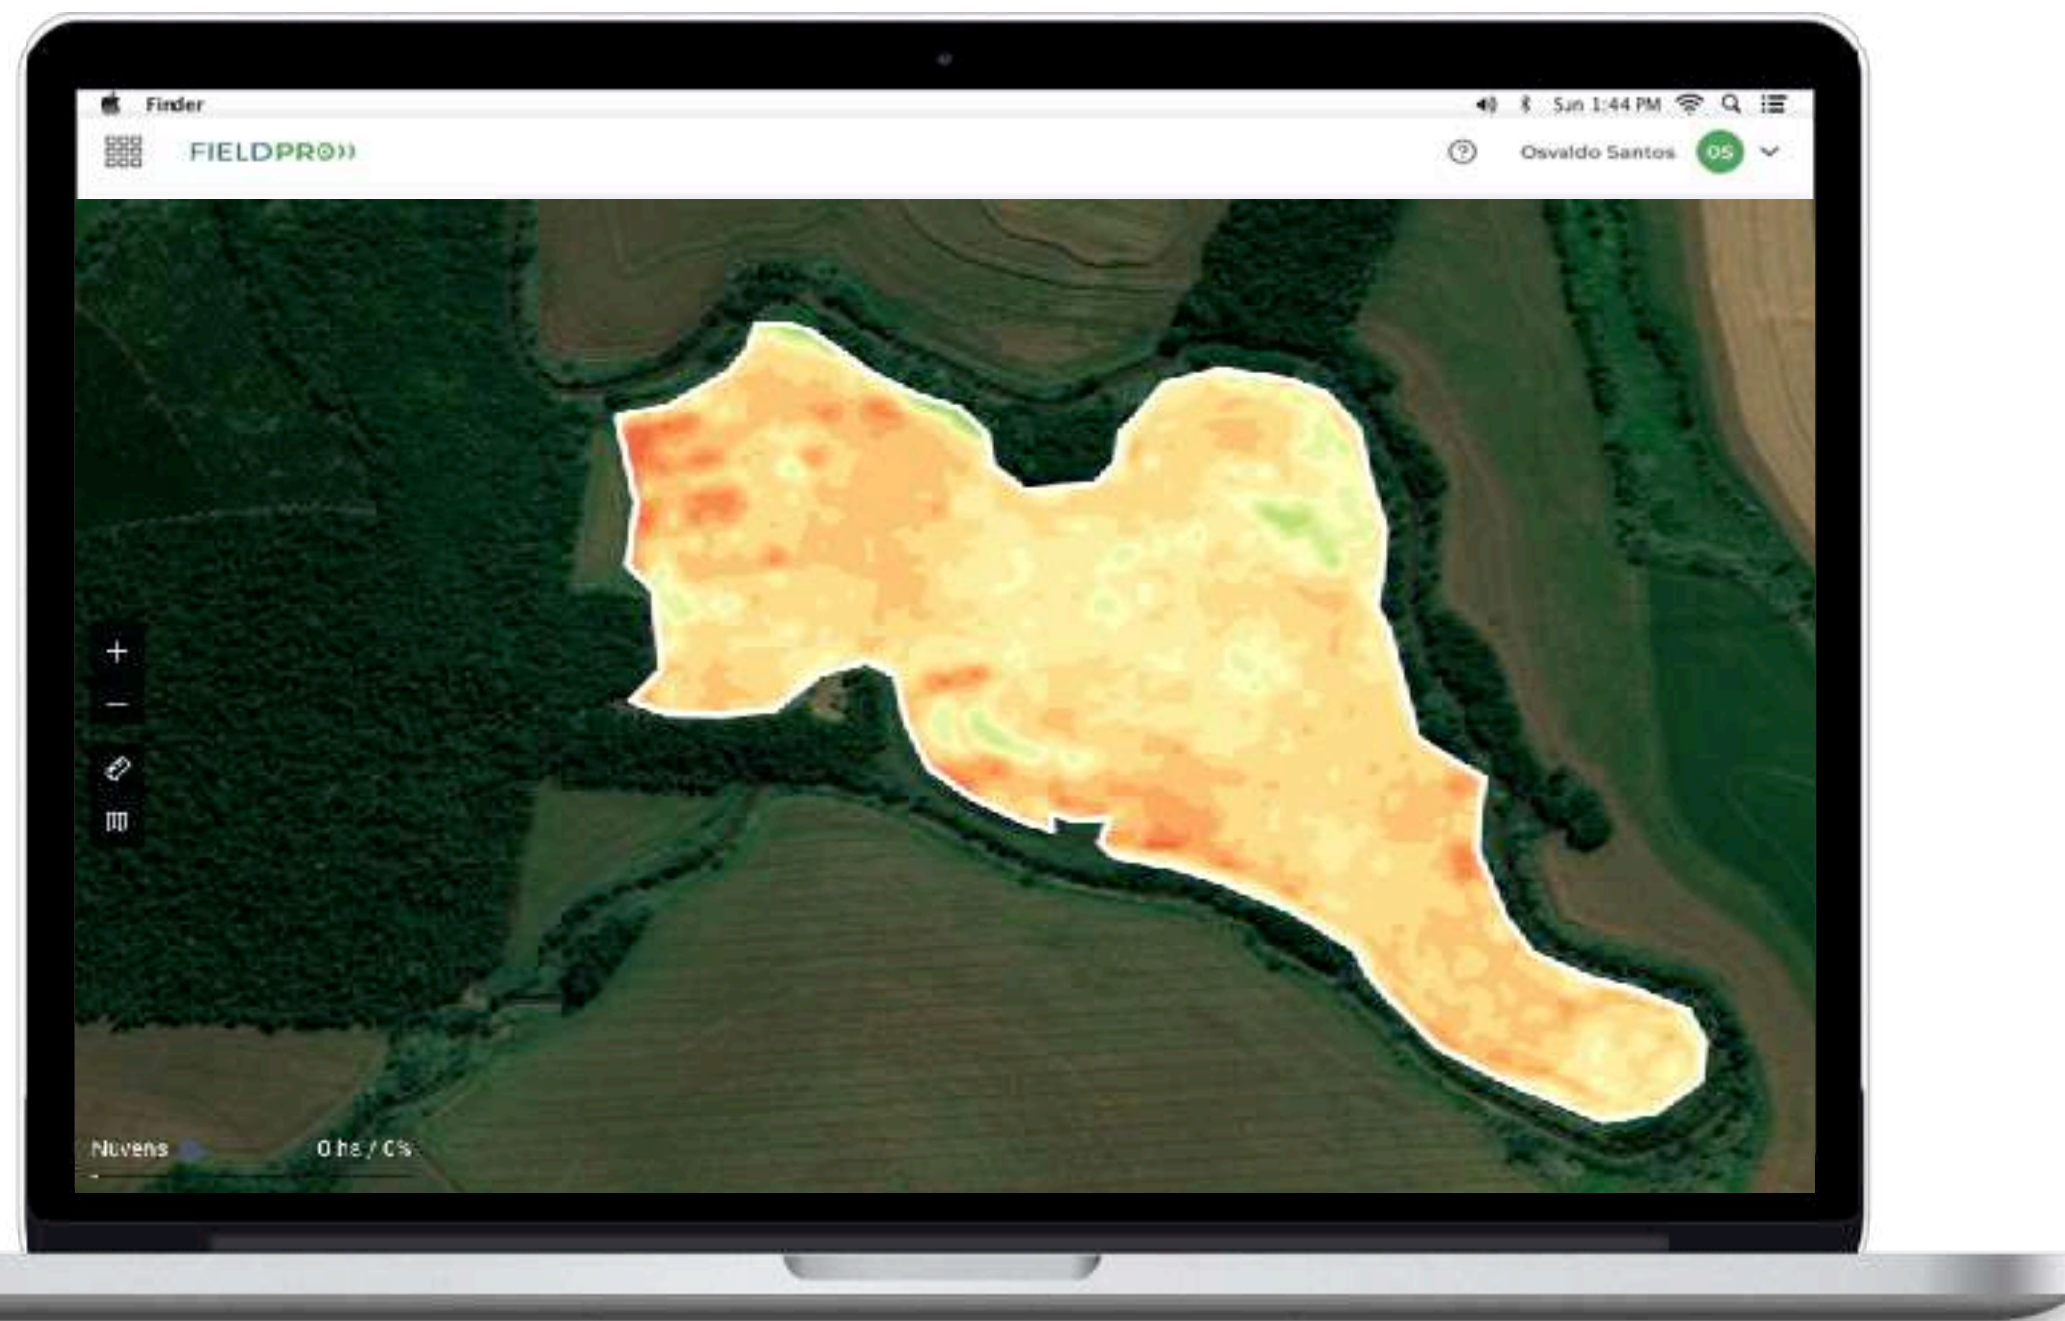 Finder
Sun 1:44 PM
FIELDPRO
Osvaldo Santos
OS
Nuvens
0 ha / 0%